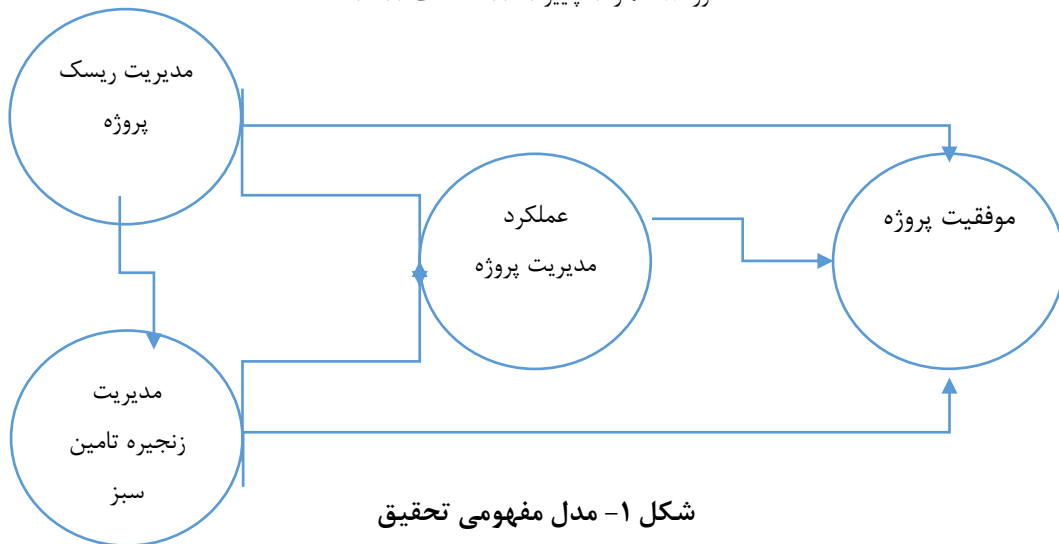 مدیریت ریسک
پروژه
عملکرد
مدیریت پروژه
موفقیت پروژه
مدیریت
زنجیره تامین
سبز
شکل ۱- مدل مفهومی تحقیق